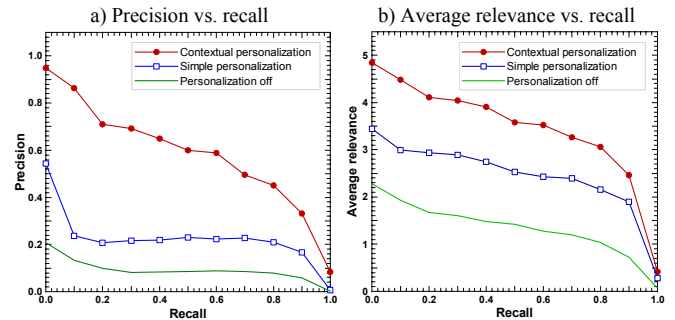 a) Precision vs. recall
b) Average relevance vs. recall
Contextual personalization
Simple personalization
Personalization off
1.0
0.8
0.6
0.4
0.2
0.0
Precision
0.0 0.2 0.4 0.6 0.8 1.0
Recall
Contextual personalization
Simple personalization
Personalization off
5
4
3
2
1
0
Average relevance
0.0 0.2 0.4 0.6 0.8 1.0
Recall